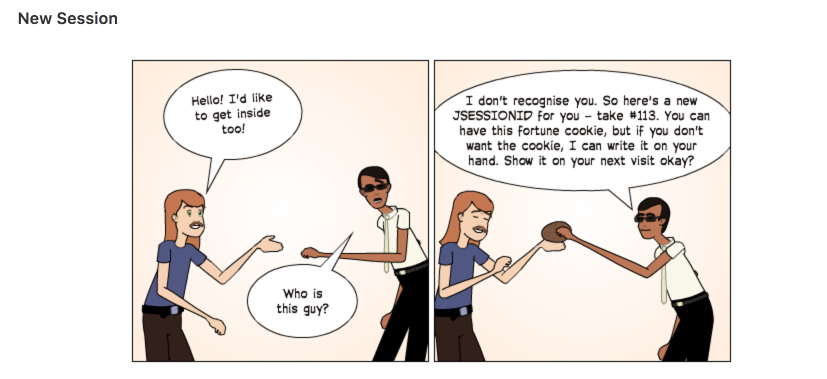 New Session
Hello! I'd like
to get inside
too!
Who is
this guy?
I don't recognise you. So here's a new
JSESSIONID for you – take #113. You can
have this fortune cookie, but if you don't
want the cookie, I can write it on your
hand. Show it on your next visit okay?